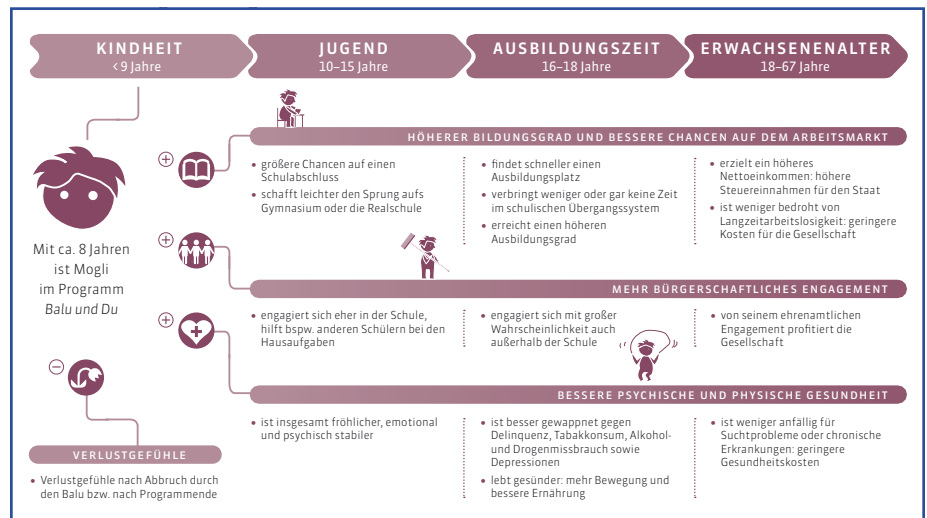 KINDHEIT
< 9 Jahre
JUGEND
10–15 Jahre
AUSBILDUNGSZEIT
16–18 Jahre
ERWACHSENENALTER
18–67 Jahre
Mit ca. 8 Jahren
ist Mogli
im Programm
Balu und Du
HÖHERER BILDUNGSGRAD UND BESSERE CHANCEN AUF DEM ARBEITSMARKT
• größere Chancen auf einen
Schulabschluss
• schafft leichter den Sprung aufs
Gymnasium oder die Realschule
• findet schneller einen
Ausbildungsplatz
• verbringt weniger oder gar keine Zeit
im schulischen Übergangssystem
• erreicht einen höheren
Ausbildungsgrad
• erzielt ein höheres
Nettoeinkommen: höhere
Steuereinnahmen für den Staat
• ist weniger bedroht von
Langzeitarbeitslosigkeit: geringere
Kosten für die Gesellschaft
MEHR BÜRGERSCHAFTLICHES ENGAGEMENT
• engagiert sich eher in der Schule,
hilft bspw. anderen Schülern bei den
Hausaufgaben
• engagiert sich mit großer
Wahrscheinlichkeit auch
außerhalb der Schule
• von seinem ehrenamtlichen
Engagement profitiert die
Gesellschaft
BESSERE PSYCHISCHE UND PHYSISCHE GESUNDHEIT
• ist insgesamt fröhlicher, emotional
und psychisch stabiler
• ist besser gewappnet gegen
Delinquenz, Tabakkonsum, Alkohol-
und Drogenmissbrauch sowie
Depressionen
• lebt gesünder: mehr Bewegung und
bessere Ernährung
• ist weniger anfällig für
Suchtprobleme oder chronische
Erkrankungen: geringere
Gesundheitskosten
VERLUSTGEFÜHLE
• Verlustgefühle nach Abbruch durch
den Balu bzw. nach Programmende